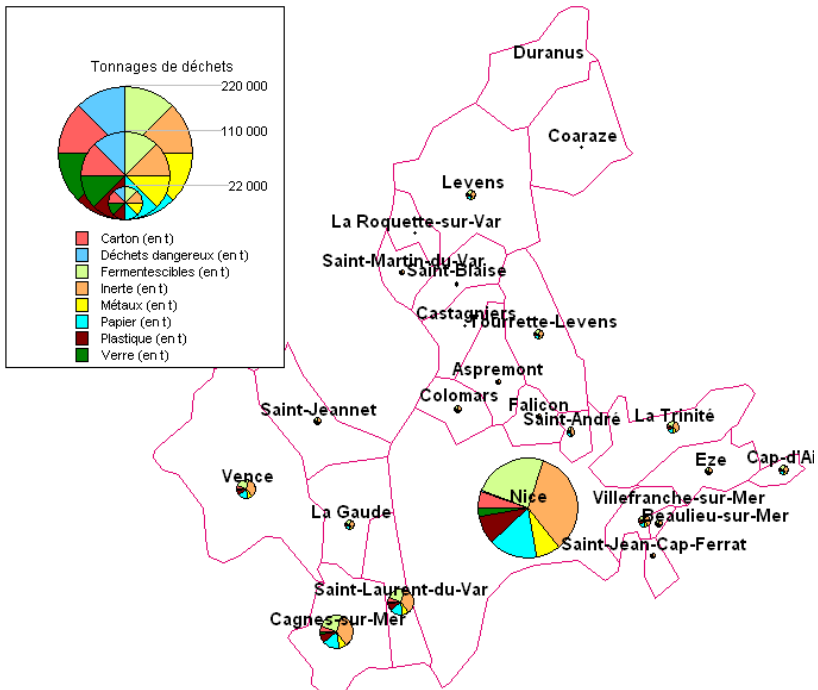 Tonnages de déchets
220 000
110 000
22 000
Carton (en t)
Déchets dangereux (en t)
Fermentescibles (en t)
Inerte (en t)
Métaux (en t)
Papier (en t)
Plastique (en t)
Verre (en t)
Duranus
Coaraze
Levens
La Roquette-sur-Var
Saint-Martin-du-Var
Saint-Blaise
Castagniers
Tourrette-Levens
Aspremont
Colomars
Falicon
Saint-André
La Trinité
Saint-Jeannet
Vence
Eze
Cap-d'Ai
Nice
Villefranche-sur-Mer
La Gaude
Beaulieu-sur-Mer
Saint-Jean-Cap-Ferrat
Saint-Laurent-du-Var
Cagnes-sur-Mer